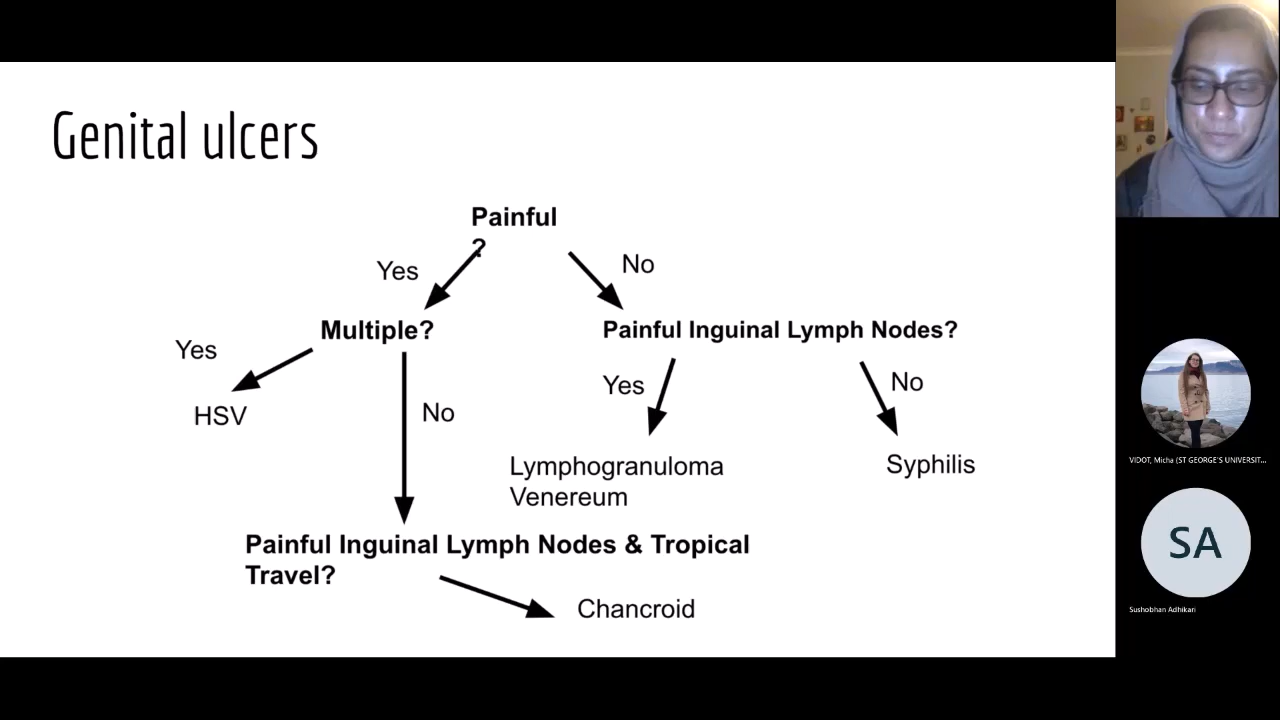 Genital ulcers
Painful
?
Yes
No
Multiple?
Painful Inguinal Lymph Nodes?
Yes
Yes
No
HSV
No
Lymphogranuloma
Venereum
Syphilis
Painful Inguinal Lymph Nodes & Tropical
Travel?
Chancroid
VIDOT, Micha (ST GEORGE'S UNIVERSIT...
SA
Sushobhan Adhikari